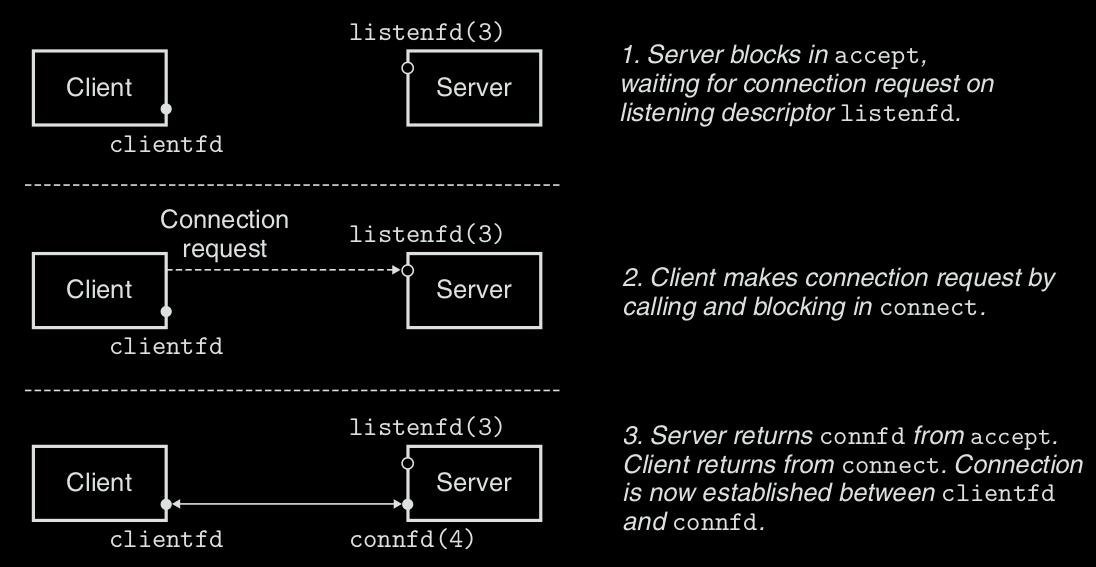 listenfd(3)
Client
Server
clientfd
1. Server blocks in accept,
waiting for connection request on
listening descriptor listenfd.
Connection
request
listenfd(3)
Client
Server
clientfd
2. Client makes connection request by
calling and blocking in connect.
listenfd(3)
Client
Server
clientfd
connfd(4)
3. Server returns connfd from accept.
Client returns from connect. Connection
is now established between clientfd
and connfd.